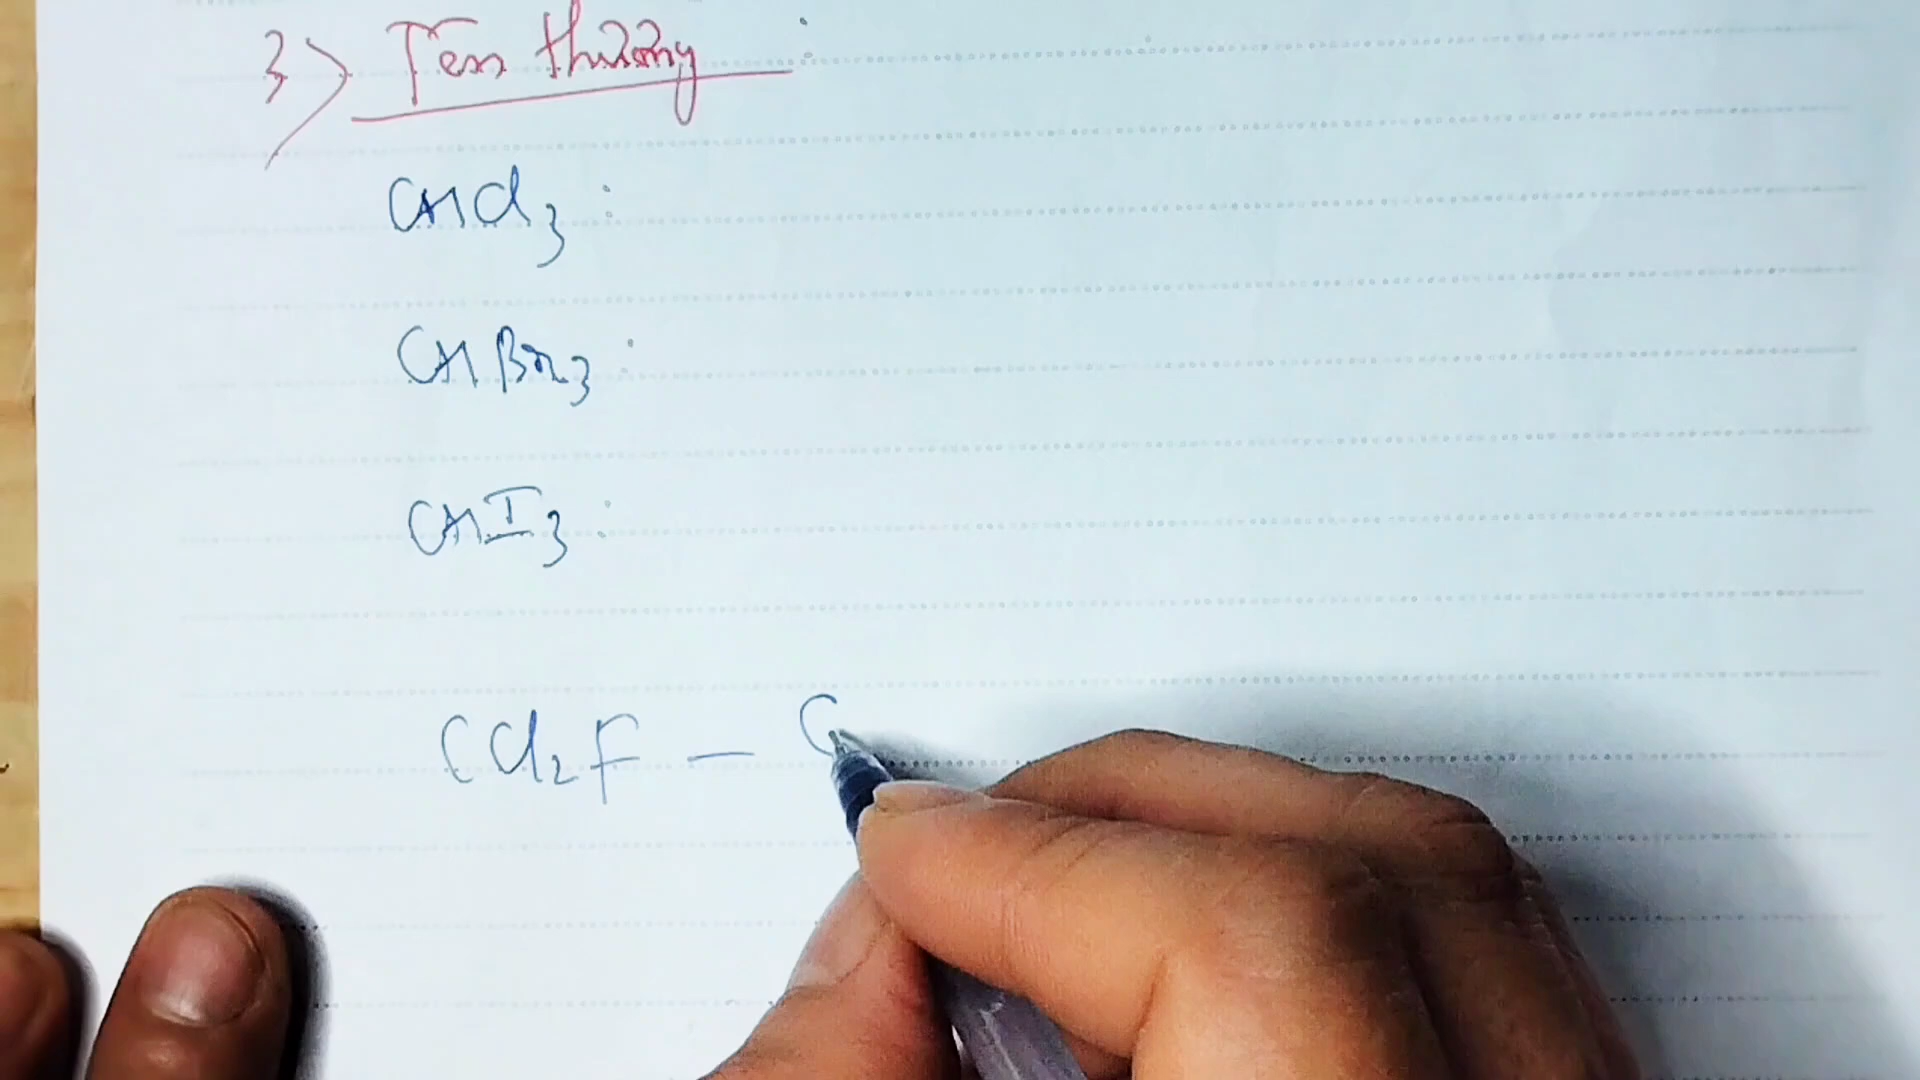 3) Tên thường :
CHCl3 :
CHBr3 :
CHI3 :
CCl2F – C